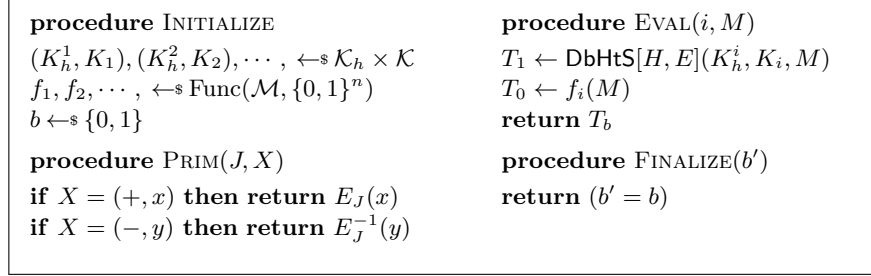 procedure INITIALIZE
(K_h^1, K_1), (K_h^2, K_2), ⋯ , ←$ 𝒦_h × 𝒦
f_1, f_2, ⋯ , ←$ Func(ℳ, {0, 1}^n)
b ←$ {0, 1}
procedure EVAL(i, M)
T_1 ← DbHtS[H, E](K_h^i, K_i, M)
T_0 ← f_i(M)
return T_b
procedure PRIM(J, X)
if X = (+, x) then return E_J(x)
if X = (−, y) then return E_J^{−1}(y)
procedure FINALIZE(b′)
return (b′ = b)